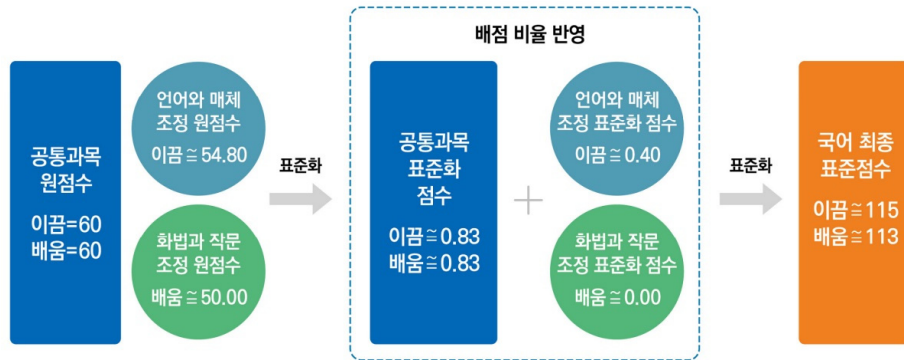 배점 비율 반영
공통과목
원점수
이끔=60
배움=60
언어와 매체
조정 원점수
이끔≅54.80
화법과 작문
조정 원점수
배움≅50.00
표준화
공통과목
표준화
점수
이끔≅0.83
배움≅0.83
+
언어와 매체
조정 표준화 점수
이끔≅0.40
화법과 작문
조정 표준화 점수
배움≅0.00
표준화
국어 최종
표준점수
이끔≅115
배움≅113